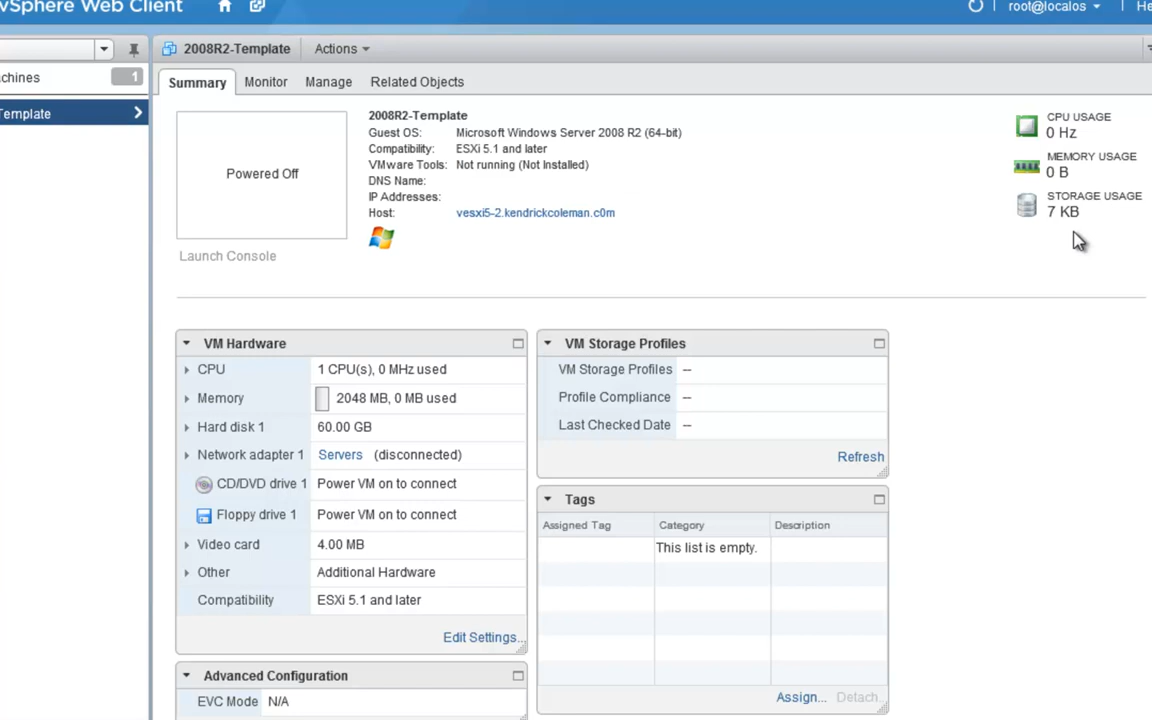 vSphere Web Client
root@localos
He
2008R2-Template
Actions
chines
1
Template
Summary
Monitor
Manage
Related Objects
Powered Off
Launch Console
2008R2-Template
Guest OS: Microsoft Windows Server 2008 R2 (64-bit)
Compatibility: ESXi 5.1 and later
VMware Tools: Not running (Not Installed)
DNS Name:
IP Addresses:
Host: vesxi5-2.kendrickcoleman.c0m
CPU USAGE
0 Hz
MEMORY USAGE
0 B
STORAGE USAGE
7 KB
VM Hardware
CPU 1 CPU(s), 0 MHz used
Memory 2048 MB, 0 MB used
Hard disk 1 60.00 GB
Network adapter 1 Servers (disconnected)
CD/DVD drive 1 Power VM on to connect
Floppy drive 1 Power VM on to connect
Video card 4.00 MB
Other Additional Hardware
Compatibility ESXi 5.1 and later
Edit Settings...
Advanced Configuration
EVC Mode N/A
VM Storage Profiles
VM Storage Profiles --
Profile Compliance --
Last Checked Date --
Refresh
Tags
Assigned Tag Category Description
This list is empty.
Assign... Detach...